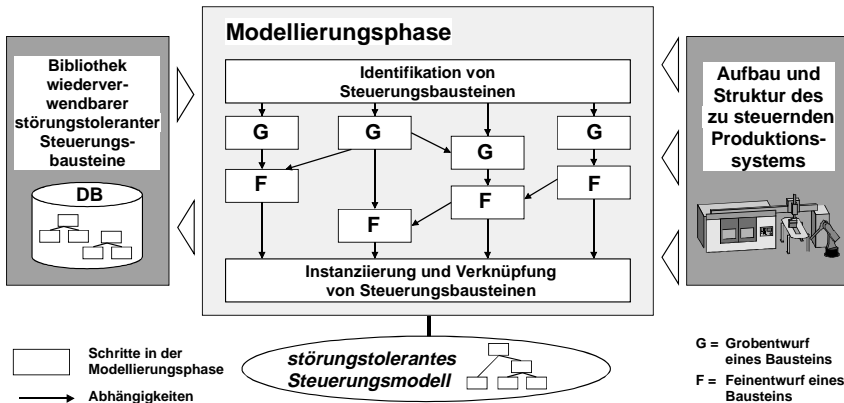 Modellierungsphase
Bibliothek
wiederver-
wendbarer
störungstoleranter
Steuerungs-
bausteine
DB
Identifikation von
Steuerungsbausteinen
G
G
G
G
F
F
F
F
Instanziierung und Verknüpfung
von Steuerungsbausteinen
Aufbau und
Struktur des
zu steuernden
Produktions-
systems
störungstolerantes
Steuerungsmodell
Schritte in der
Modellierungsphase
Abhängigkeiten
G = Grobentwurf
eines Bausteins
F = Feinentwurf eines
Bausteins